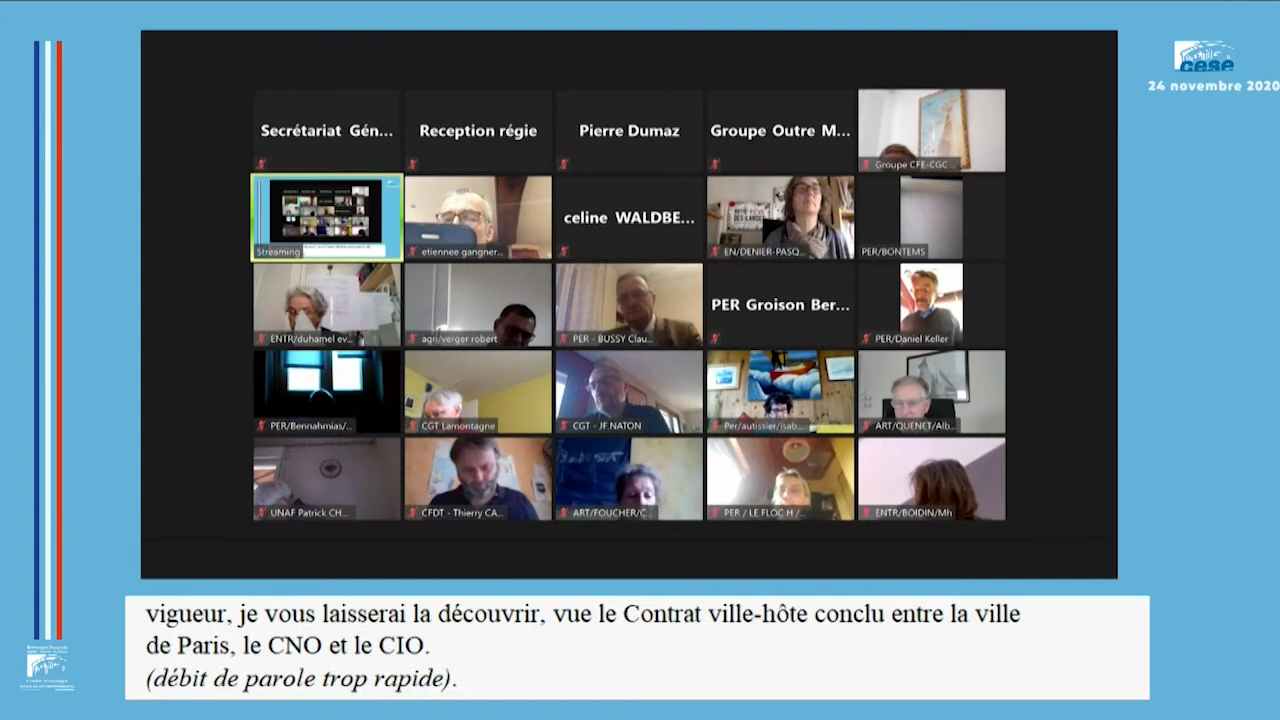 cese
24 novembre 2020
Secrétariat Gén...
Reception régie
Pierre Dumaz
Groupe Outre M...
Groupe CFE-CGC ...
Streaming
etiennee gangner...
celine WALDBE...
EN/DENIER-PASQ...
PER/BONTEMS
ENTR/duhamel ev...
agri/verger robert
PER - BUSSY Clau...
PER Groison Ber...
PER/Daniel Keller
PER/Bennahmias/...
CGT Lamontagne
CGT - JF.NATON
Per/autissier/isab...
ART/QUENET/Alb...
UNAF Patrick CH...
CFDT - Thierry CA...
ART/FOUCHER/C...
PER / LE FLOC H /...
ENTR/BOIDIN/Mh
vigueur, je vous laisserai la découvrir, vue le Contrat ville-hôte conclu entre la ville
de Paris, le CNO et le CIO.
(débit de parole trop rapide).